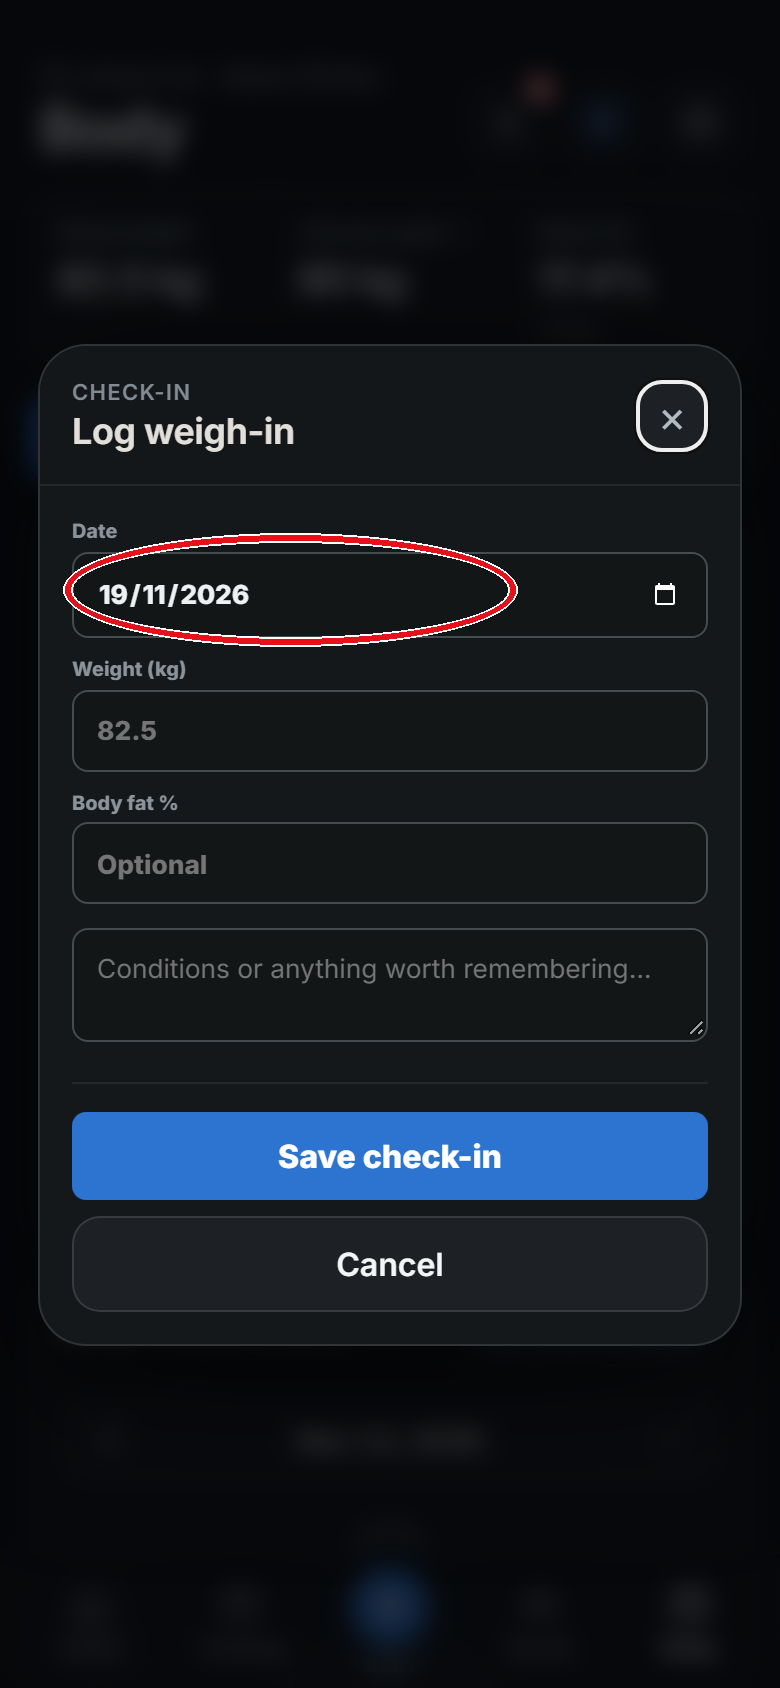 Body
CHECK-IN
Log weigh-in
Date
19/11/2026
Weight (kg)
82.5
Body fat %
Optional
Conditions or anything worth remembering...
Save check-in
Cancel